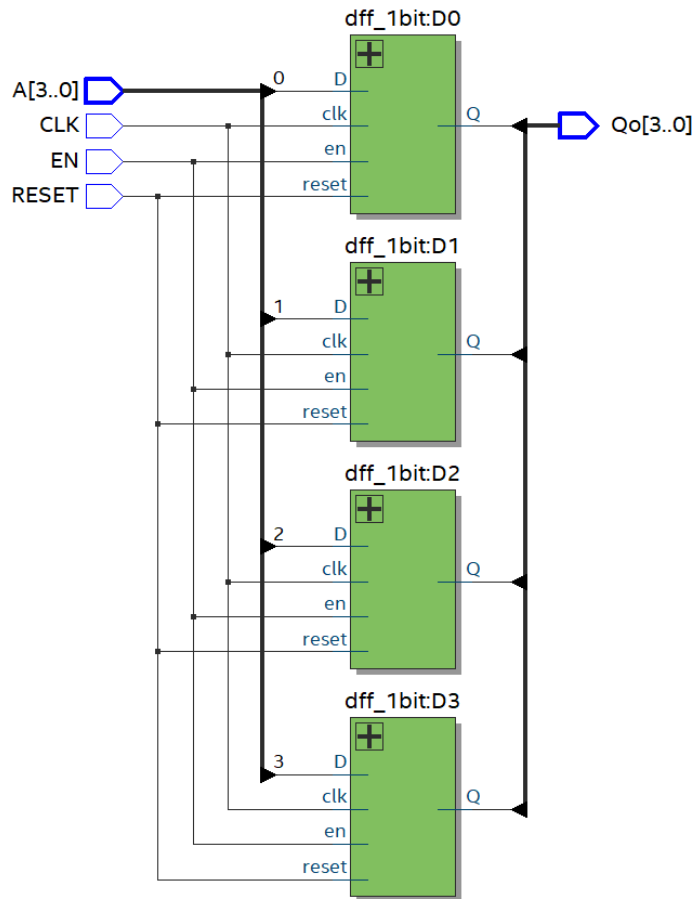 dff_1bit:D0
A[3..0]
0
D
CLK
clk
Q
Qo[3..0]
EN
en
RESET
reset
dff_1bit:D1
1
D
clk
Q
en
reset
dff_1bit:D2
2
D
clk
Q
en
reset
dff_1bit:D3
3
D
clk
Q
en
reset